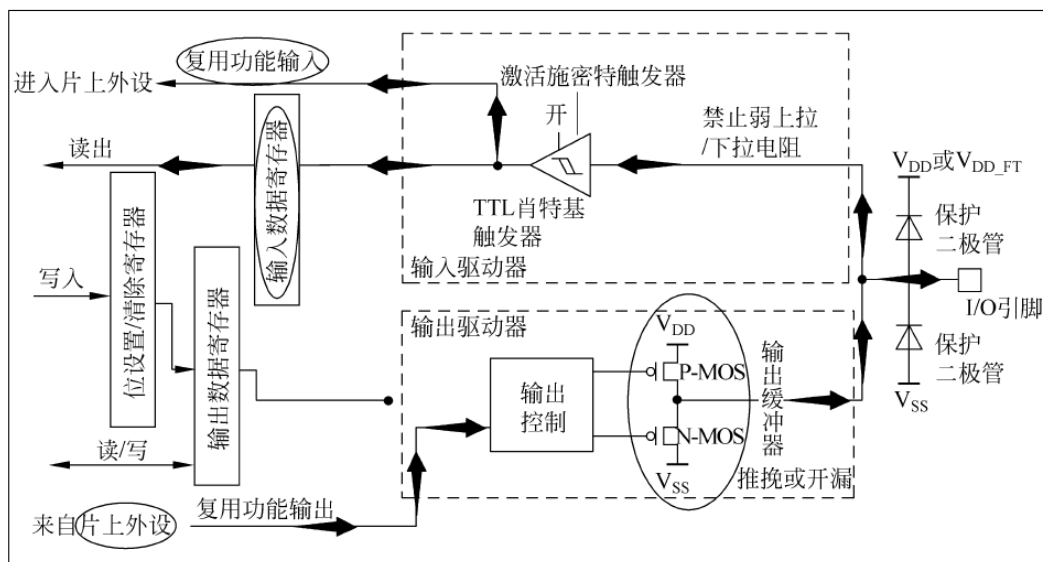 复用功能输入
进入片上外设
激活施密特触发器
开
禁止弱上拉
/下拉电阻
读出
输入数据寄存器
TTL肖特基
触发器
输入驱动器
V_DD或V_DD_FT
保护
二极管
写入
位设置/清除寄存器
输出数据寄存器
I/O引脚
输出驱动器
V_DD
P-MOS
输出
控制
输出缓冲器
保护
二极管
V_SS
N-MOS
V_SS
推挽或开漏
读/写
复用功能输出
来自片上外设